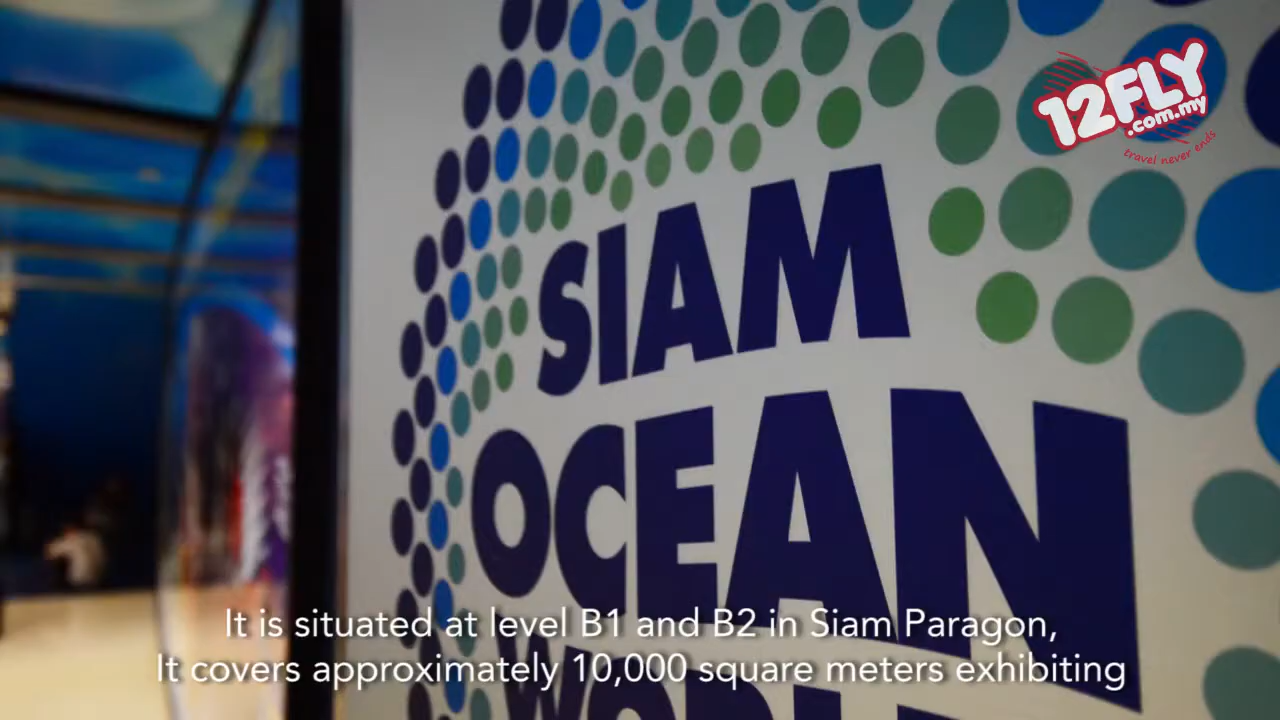 12FLY
.com.my
travel never ends
SIAM
OCEAN
WORL
It is situated at level B1 and B2 in Siam Paragon,
It covers approximately 10,000 square meters exhibiting